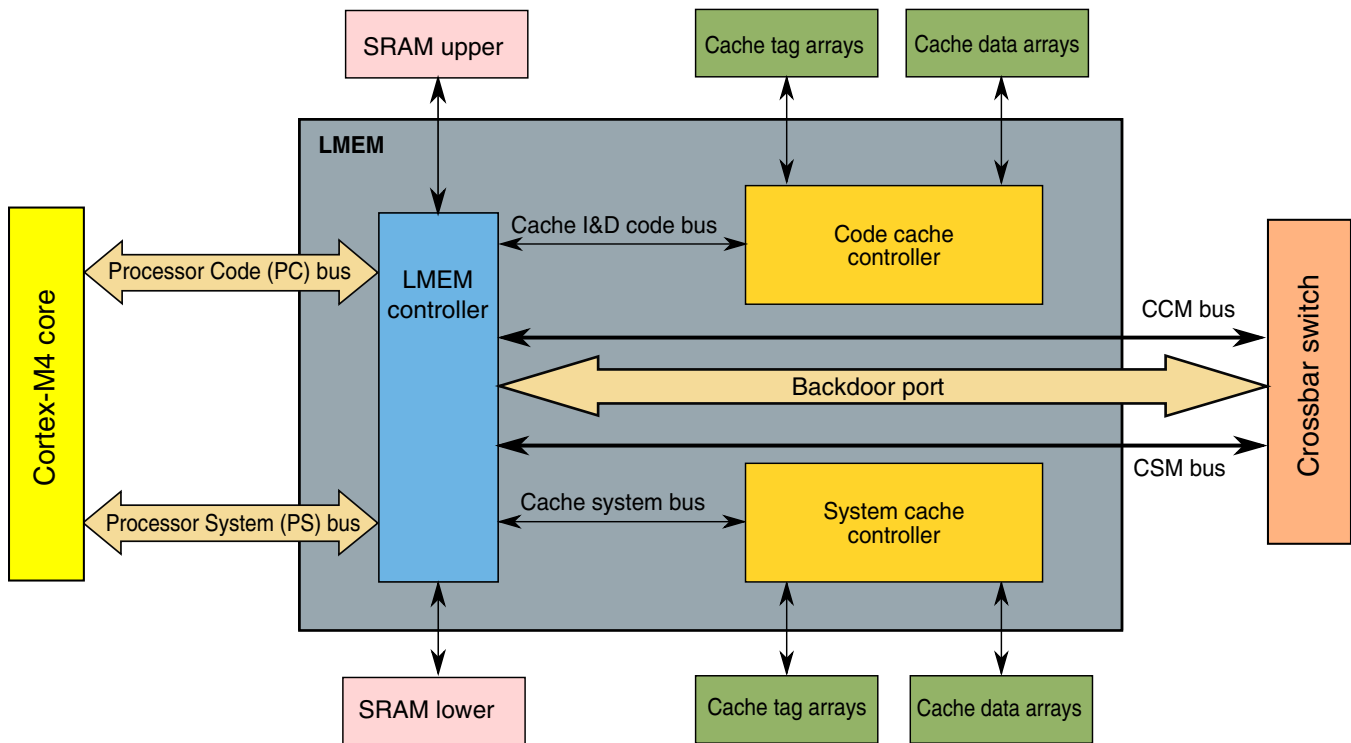 SRAM upper
Cache tag arrays
Cache data arrays
LMEM
Cortex-M4 core
Processor Code (PC) bus
LMEM
controller
Cache I&D code bus
Code cache
controller
CCM bus
Backdoor port
Crossbar switch
CSM bus
Processor System (PS) bus
Cache system bus
System cache
controller
SRAM lower
Cache tag arrays
Cache data arrays